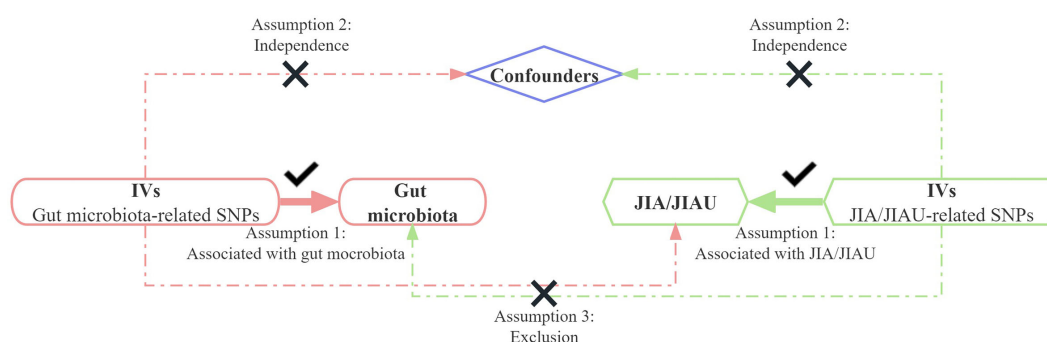 Assumption 2:
Independence
Assumption 2:
Independence
Confounders
IVs
Gut microbiota-related SNPs
Gut
microbiota
JIA/JIAU
IVs
JIA/JIAU-related SNPs
Assumption 1:
Associated with gut mocrobiota
Assumption 1:
Associated with JIA/JIAU
Assumption 3:
Exclusion